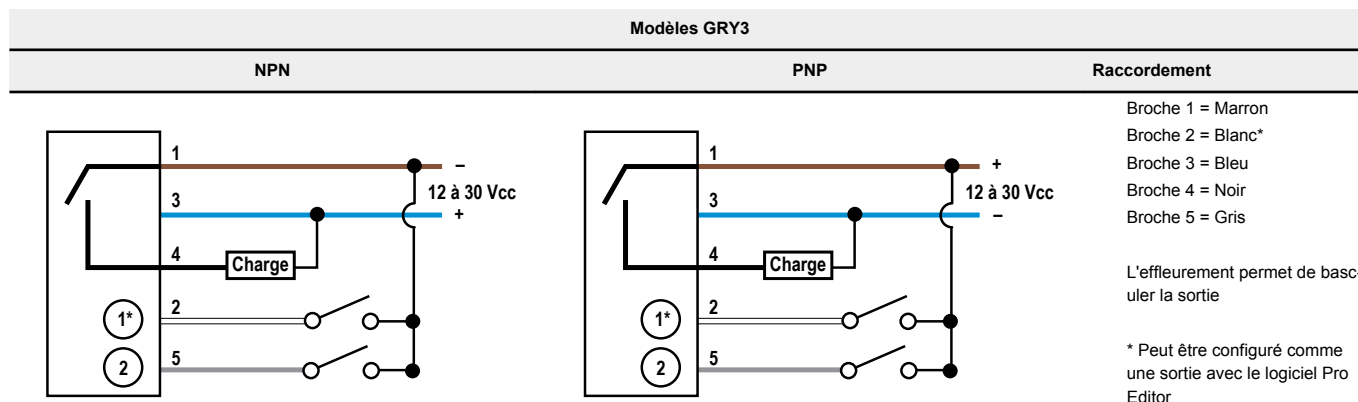 Modèles GRY3
NPN
PNP
Raccordement
1
–
12 à 30 Vcc
3
+
4
Charge
1*
2
2
5
1
+
12 à 30 Vcc
3
–
4
Charge
1*
2
2
5
Broche 1 = Marron
Broche 2 = Blanc*
Broche 3 = Bleu
Broche 4 = Noir
Broche 5 = Gris
L'effleurement permet de basc-
uler la sortie
* Peut être configuré comme
une sortie avec le logiciel Pro
Editor